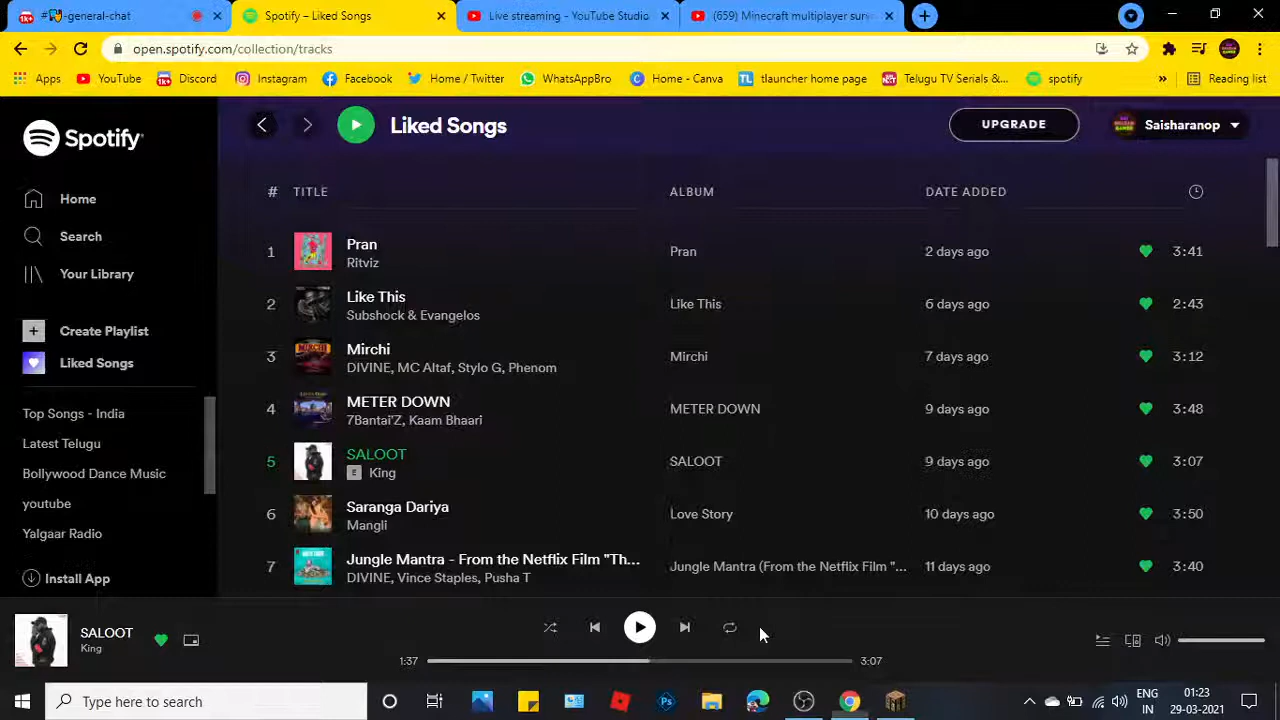 #general-chat
Spotify – Liked Songs
Live streaming - YouTube Studio
(659) Minecraft multiplayer surv
open.spotify.com/collection/tracks
Apps
YouTube
Discord
Instagram
Facebook
Home / Twitter
WhatsAppBro
Home - Canva
tlauncher home page
Telugu TV Serials &...
spotify
»
Reading list
Spotify
Liked Songs
UPGRADE
Saisharanop
Home
Search
Your Library
Create Playlist
Liked Songs
Top Songs - India
Latest Telugu
Bollywood Dance Music
youtube
Yalgaar Radio
Install App
# TITLE ALBUM DATE ADDED
1 Pran Pran 2 days ago 3:41
Ritviz
2 Like This Like This 6 days ago 2:43
Subshock & Evangelos
3 Mirchi Mirchi 7 days ago 3:12
DIVINE, MC Altaf, Stylo G, Phenom
4 METER DOWN METER DOWN 9 days ago 3:48
7Bantai'Z, Kaam Bhaari
5 SALOOT SALOOT 9 days ago 3:07
E King
6 Saranga Dariya Love Story 10 days ago 3:50
Mangli
7 Jungle Mantra - From the Netflix Film "Th... Jungle Mantra (From the Netflix Film "... 11 days ago 3:40
DIVINE, Vince Staples, Pusha T
SALOOT
King
1:37 3:07
Type here to search
ENG
IN
01:23
29-03-2021